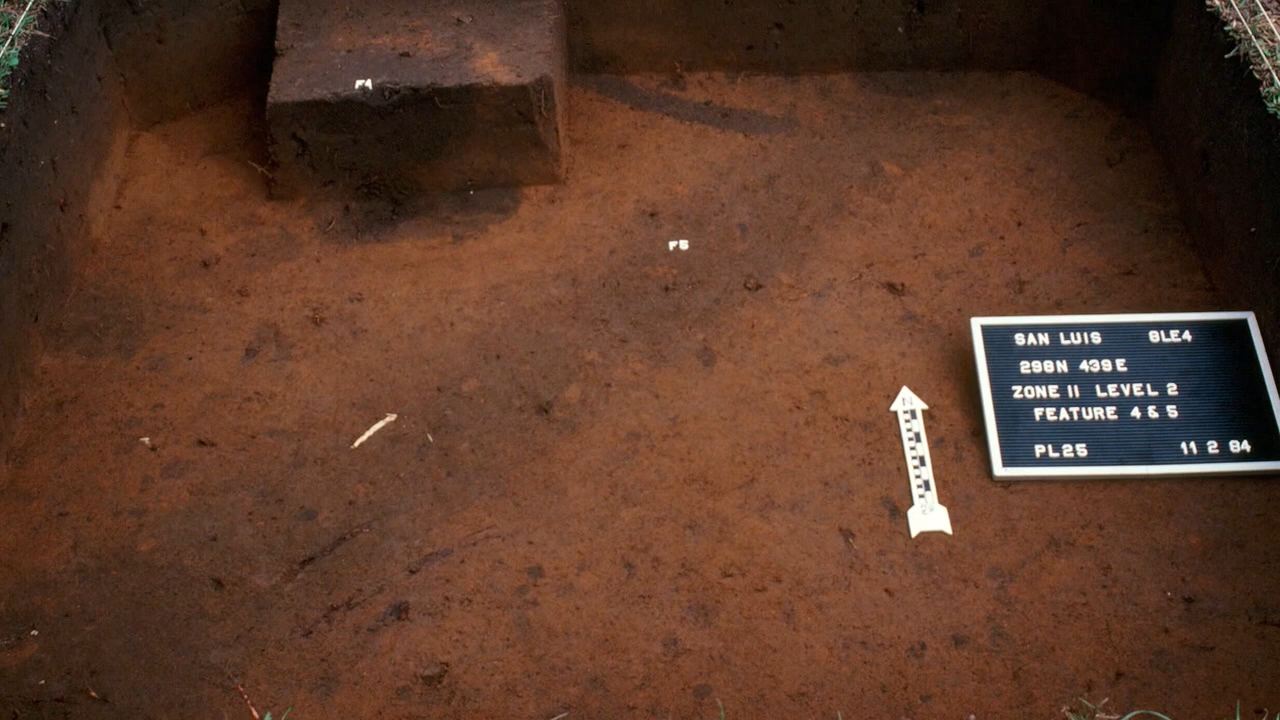 F4
F5
SAN LUIS 8LE4
298N 439E
ZONE II LEVEL 2
FEATURE 4 & 5
PL25 11 2 84
N